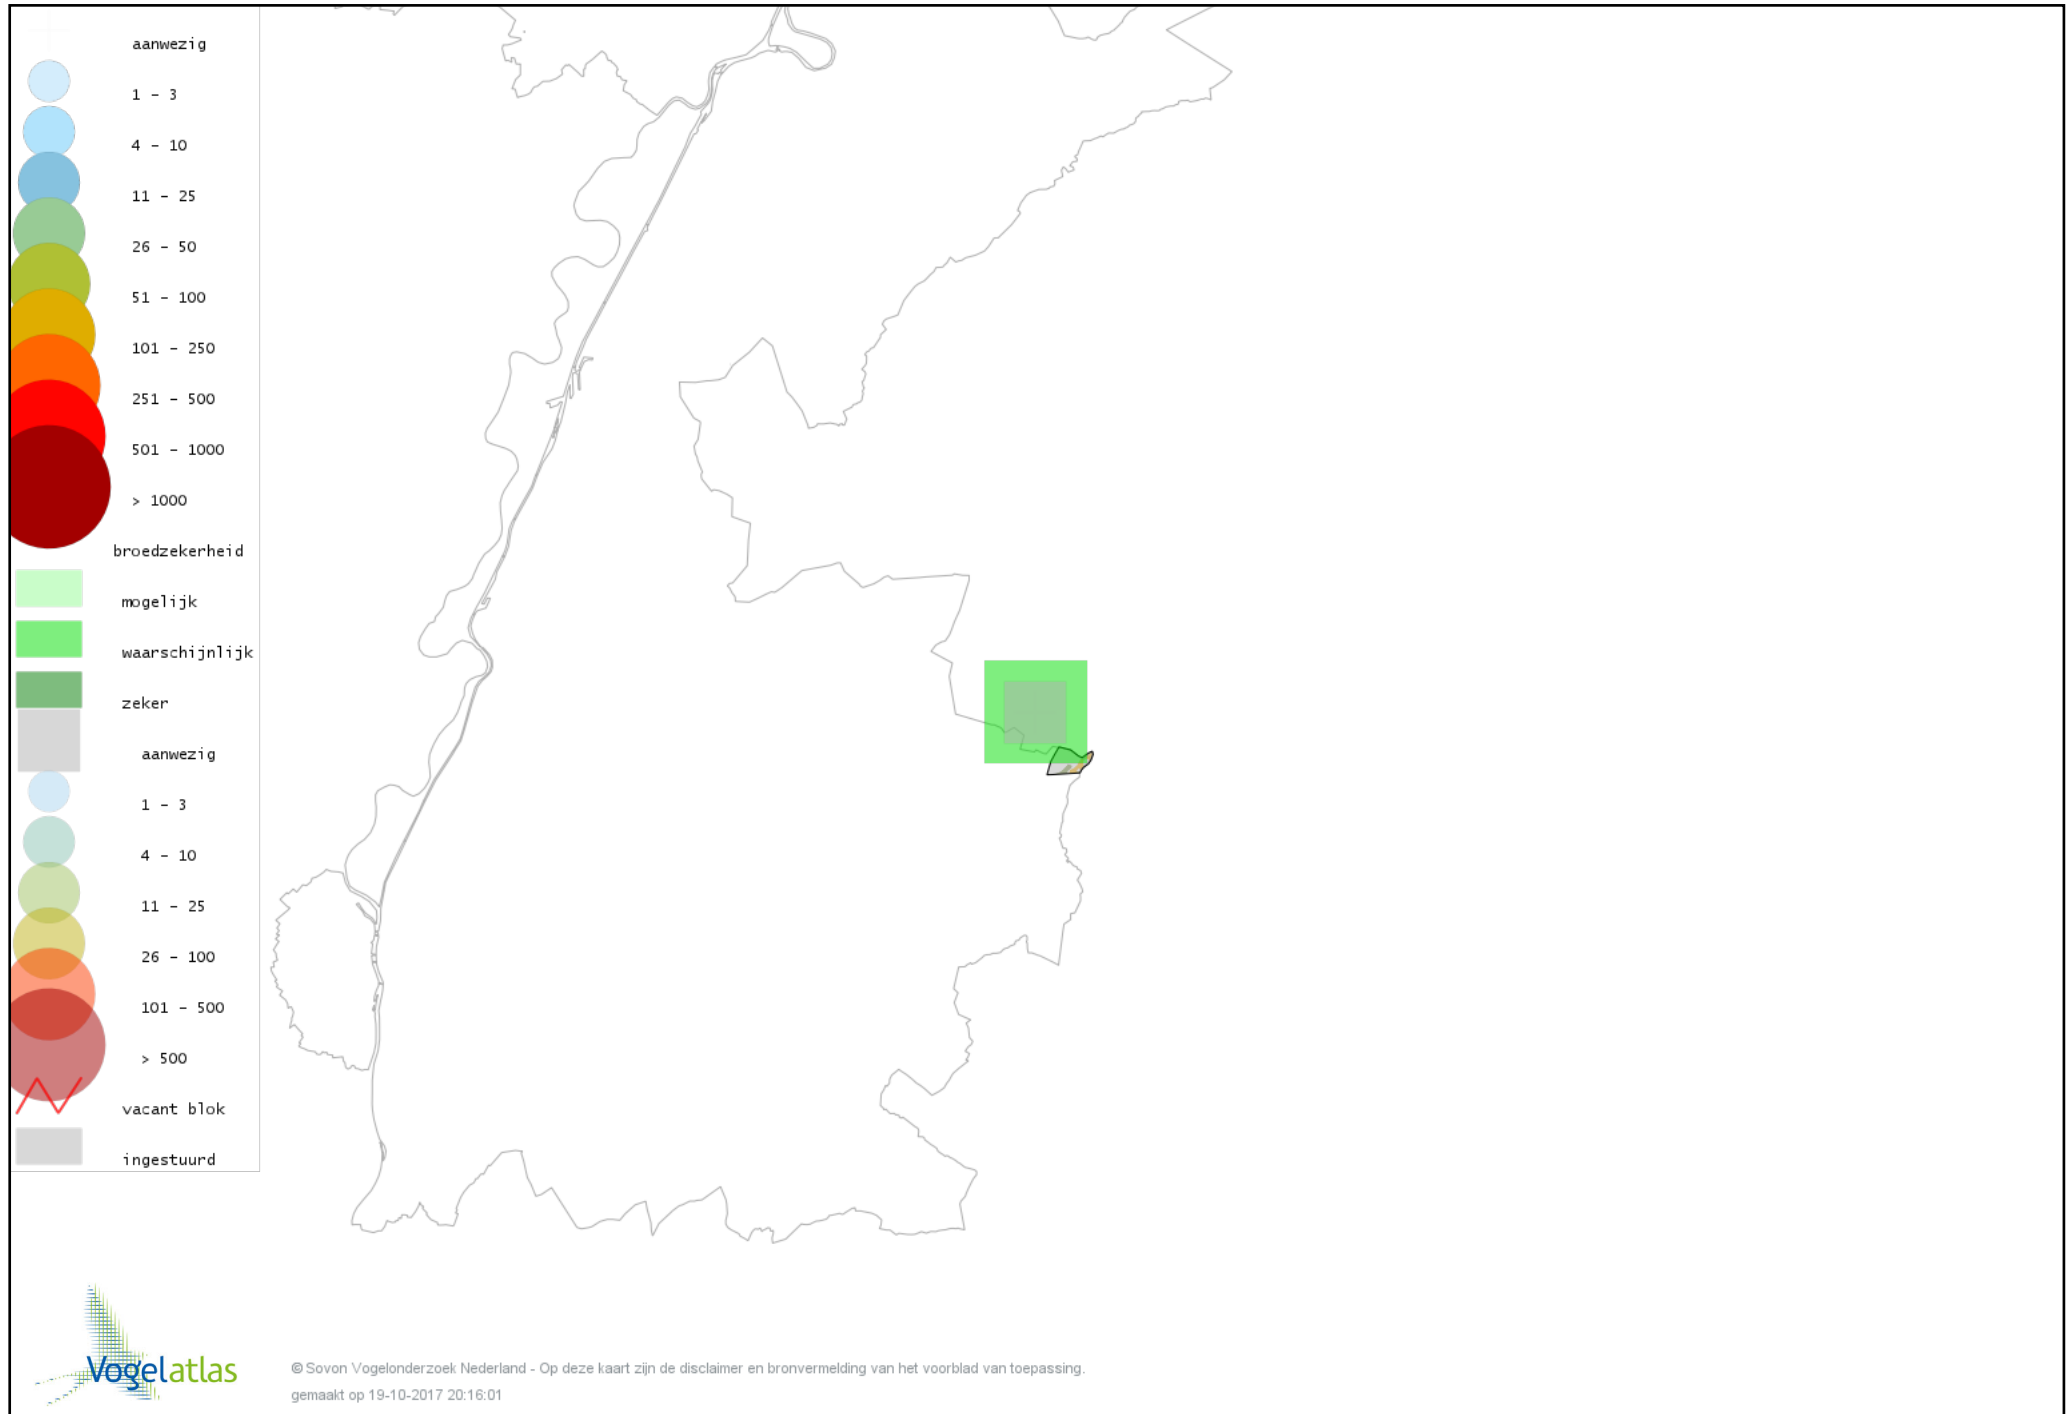 aanwezig
1 – 3
4 – 10
11 – 25
26 – 50
51 – 100
101 – 250
251 – 500
501 – 1000
> 1000
broedzekerheid
mogelijk
waarschijnlijk
zeker
aanwezig
1 – 3
4 – 10
11 – 25
26 – 100
101 – 500
> 500
vacant blok
ingestuurd
Vogelatlas
© Sovon Vogelonderzoek Nederland - Op deze kaart zijn de disclaimer en bronvermelding van het voorblad van toepassing.
gemaakt op 19-10-2017 20:16:01